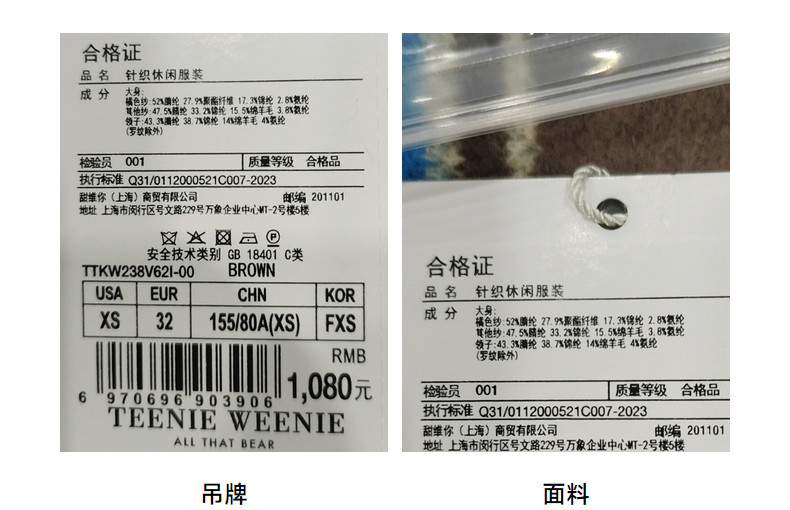 合格证
品名 针织休闲服装
成分 大身:
橘色纱:52%腈纶 27.9%聚酯纤维 17.3%锦纶 2.8%氨纶
其他纱:47.5%腈纶 33.2%锦纶 15.5%绵羊毛 3.8%氨纶
领子:43.3%腈纶 38.7%锦纶 14%绵羊毛 4%氨纶
(罗纹除外)
检验员 001 质量等级 合格品
执行标准 Q31/0112000521C007-2023
甜维你（上海）商贸有限公司 邮编 201101
地址 上海市闵行区号文路229号万象企业中心MT-2号楼5楼
安全技术类别 GB 18401 C类
TTKW238V62I-00 BROWN
USA EUR CHN KOR
XS 32 155/80A(XS) FXS
RMB
1,080元
6 970696 903906
TEENIE WEENIE
ALL THAT BEAR
合格证
品名 针织休闲服装
成分 大身:
橘色纱:52%腈纶 27.9%聚酯纤维 17.3%锦纶 2.8%氨纶
其他纱:47.5%腈纶 33.2%锦纶 15.5%绵羊毛 3.8%氨纶
领子:43.3%腈纶 38.7%锦纶 14%绵羊毛 4%氨纶
(罗纹除外)
检验员 001 质量等级 合格品
执行标准 Q31/0112000521C007-2023
甜维你（上海）商贸有限公司 邮编 201101
地址 上海市闵行区号文路229号万象企业中心MT-2号楼5楼
吊牌 面料